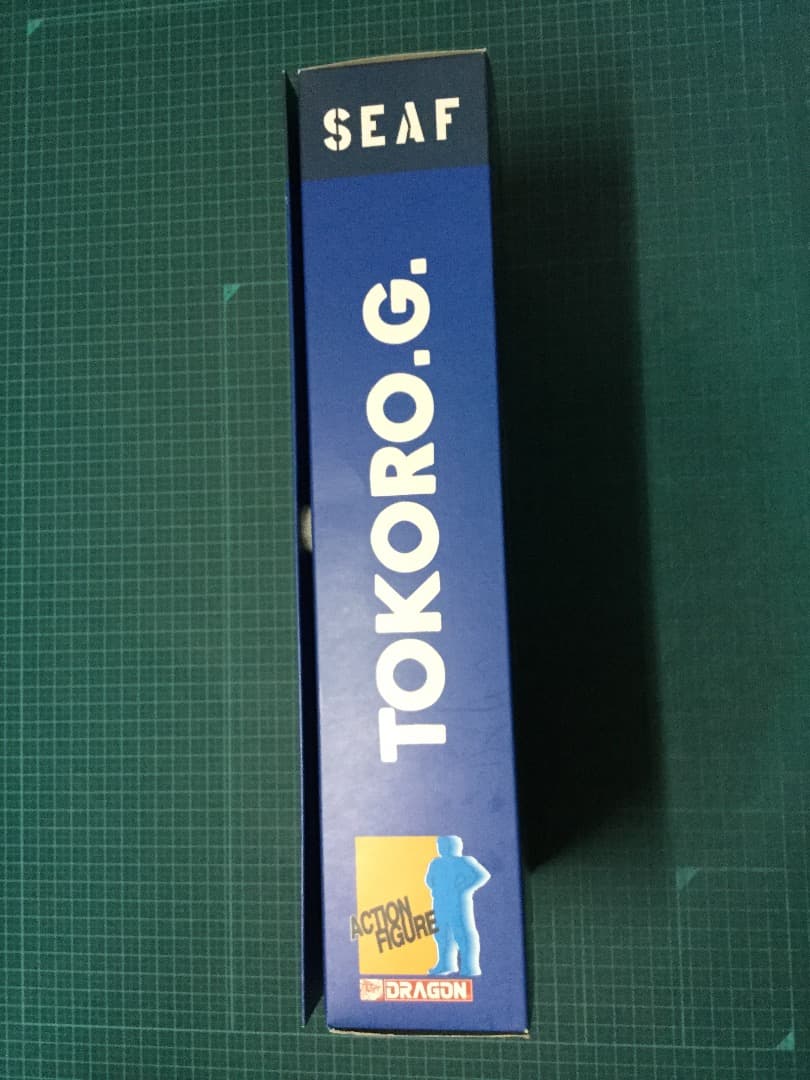 SEAF
TOKORO.G.
ACTION
FIGURE
DRAGON